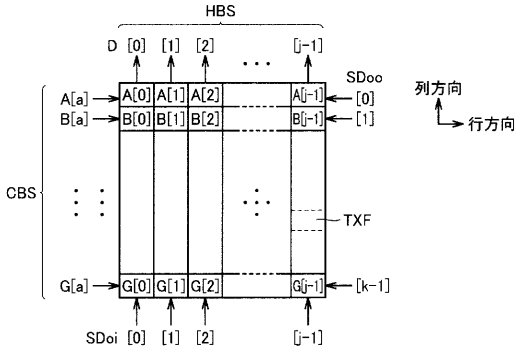 HBS
D [0] [1] [2] [j-1]
SDoo
A[a] A[0] A[1] A[2] A[j-1] [0]
B[a] B[0] B[1] B[2] B[j-1] [1]
列方向
行方向
CBS
TXF
G[a] G[0] G[1] G[2] G[j-1] [k-1]
SDoi [0] [1] [2] [j-1]